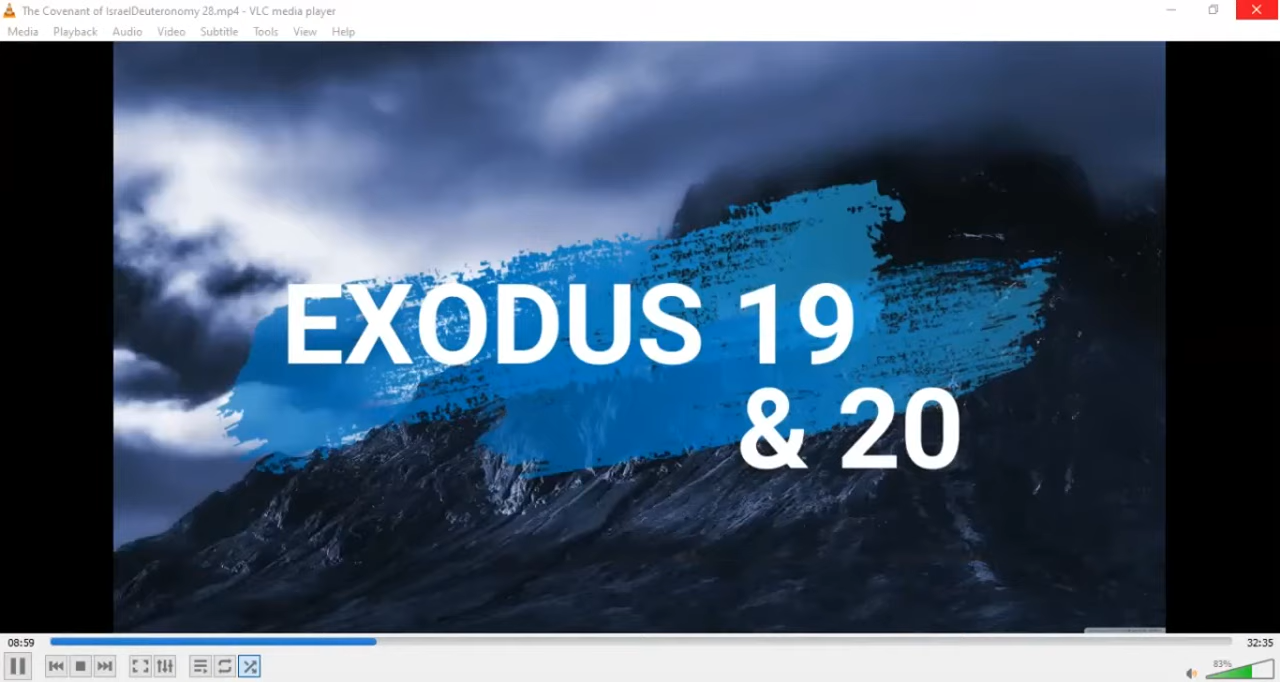 The Covenant of IsraelDeuteronomy 28.mp4 - VLC media player
Media Playback Audio Video Subtitle Tools View Help
EXODUS 19
& 20
08:59 32:35
83%